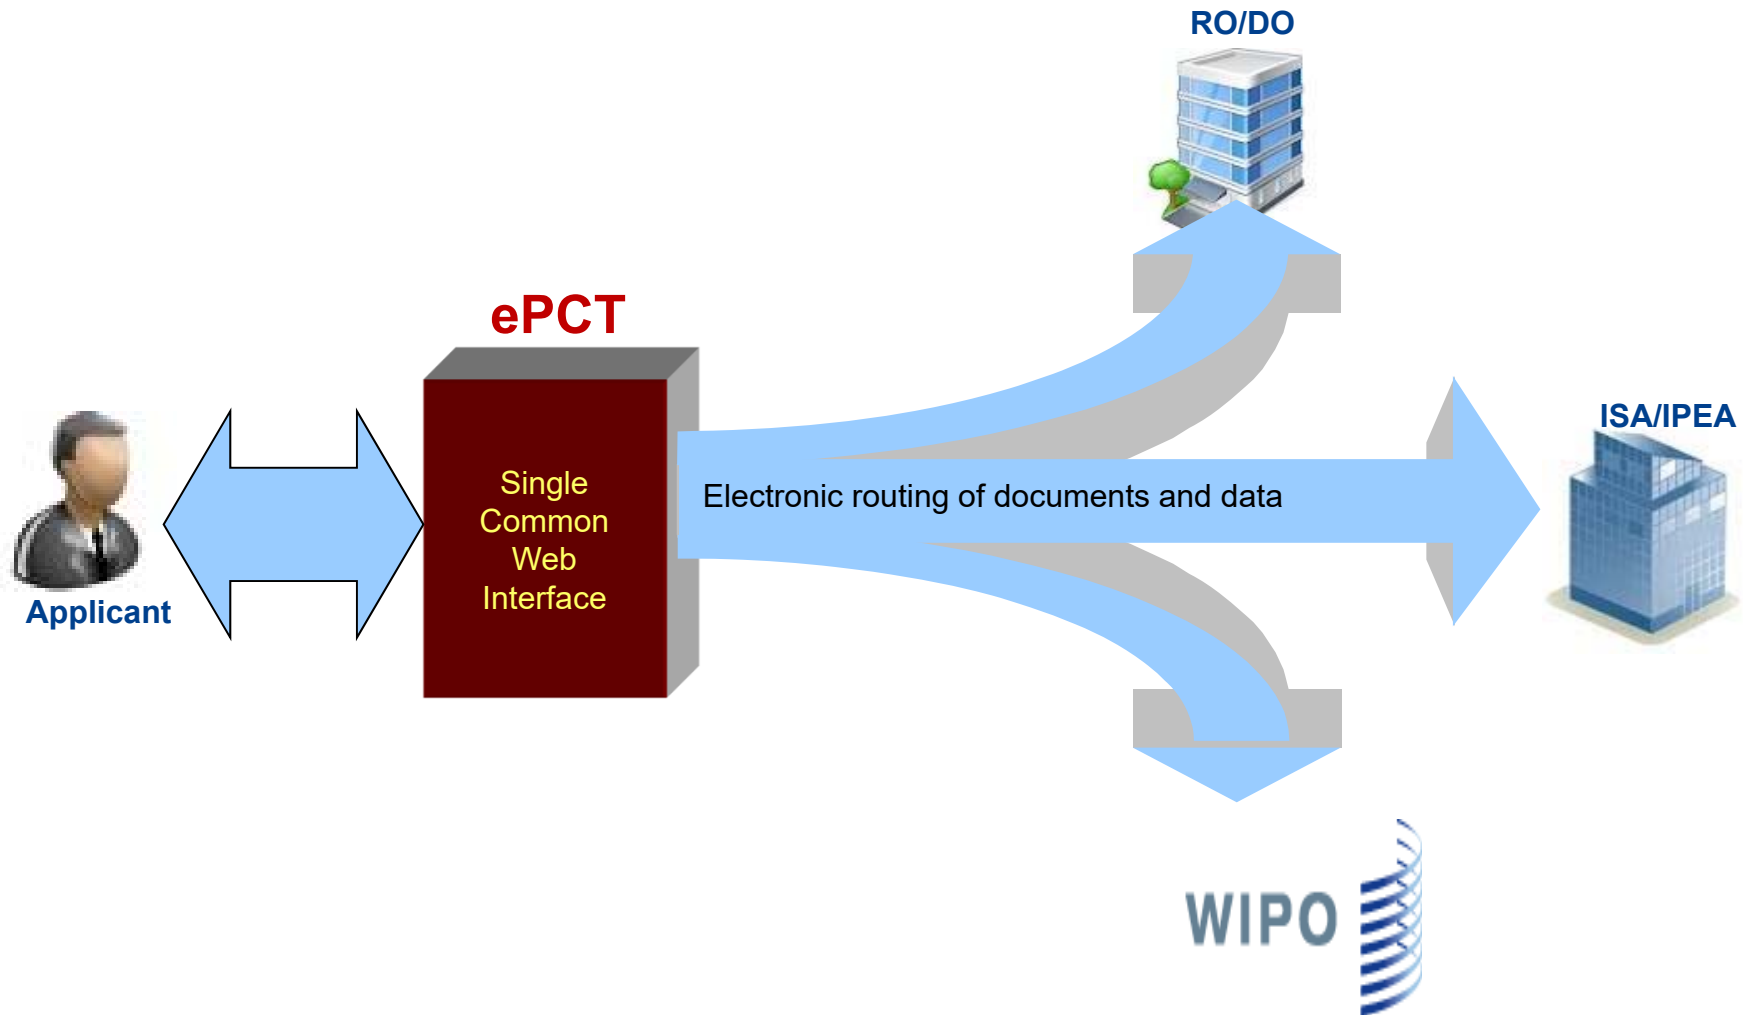 RO/DO
ePCT
ISA/IPEA
Single
Common
Web
Interface
Electronic routing of documents and data
Applicant
WIPO